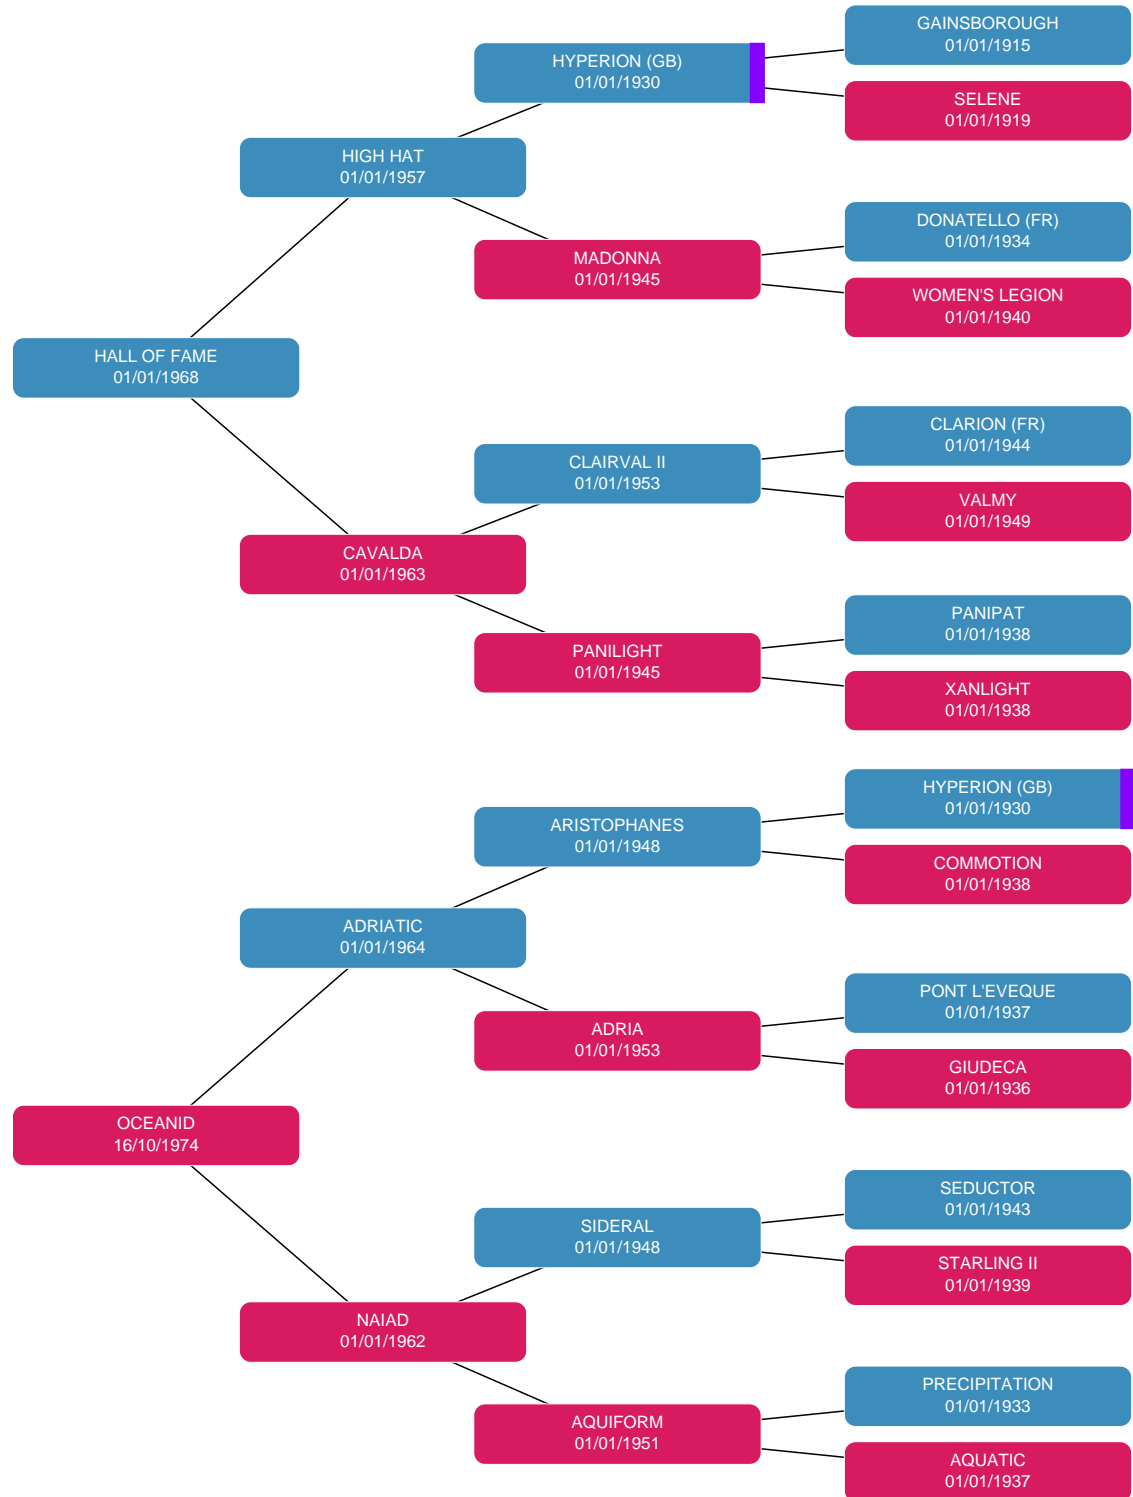 GAINSBOROUGH
01/01/1915
HYPERION (GB)
01/01/1930
SELENE
01/01/1919
HIGH HAT
01/01/1957
DONATELLO (FR)
01/01/1934
MADONNA
01/01/1945
WOMEN'S LEGION
01/01/1940
HALL OF FAME
01/01/1968
CLARION (FR)
01/01/1944
CLAIRVAL II
01/01/1953
VALMY
01/01/1949
CAVALDA
01/01/1963
PANIPAT
01/01/1938
PANILIGHT
01/01/1945
XANLIGHT
01/01/1938
HYPERION (GB)
01/01/1930
ARISTOPHANES
01/01/1948
COMMOTION
01/01/1938
ADRIATIC
01/01/1964
PONT L'EVEQUE
01/01/1937
ADRIA
01/01/1953
GIUDECA
01/01/1936
OCEANID
16/10/1974
SEDUCTOR
01/01/1943
SIDERAL
01/01/1948
STARLING II
01/01/1939
NAIAD
01/01/1962
PRECIPITATION
01/01/1933
AQUIFORM
01/01/1951
AQUATIC
01/01/1937